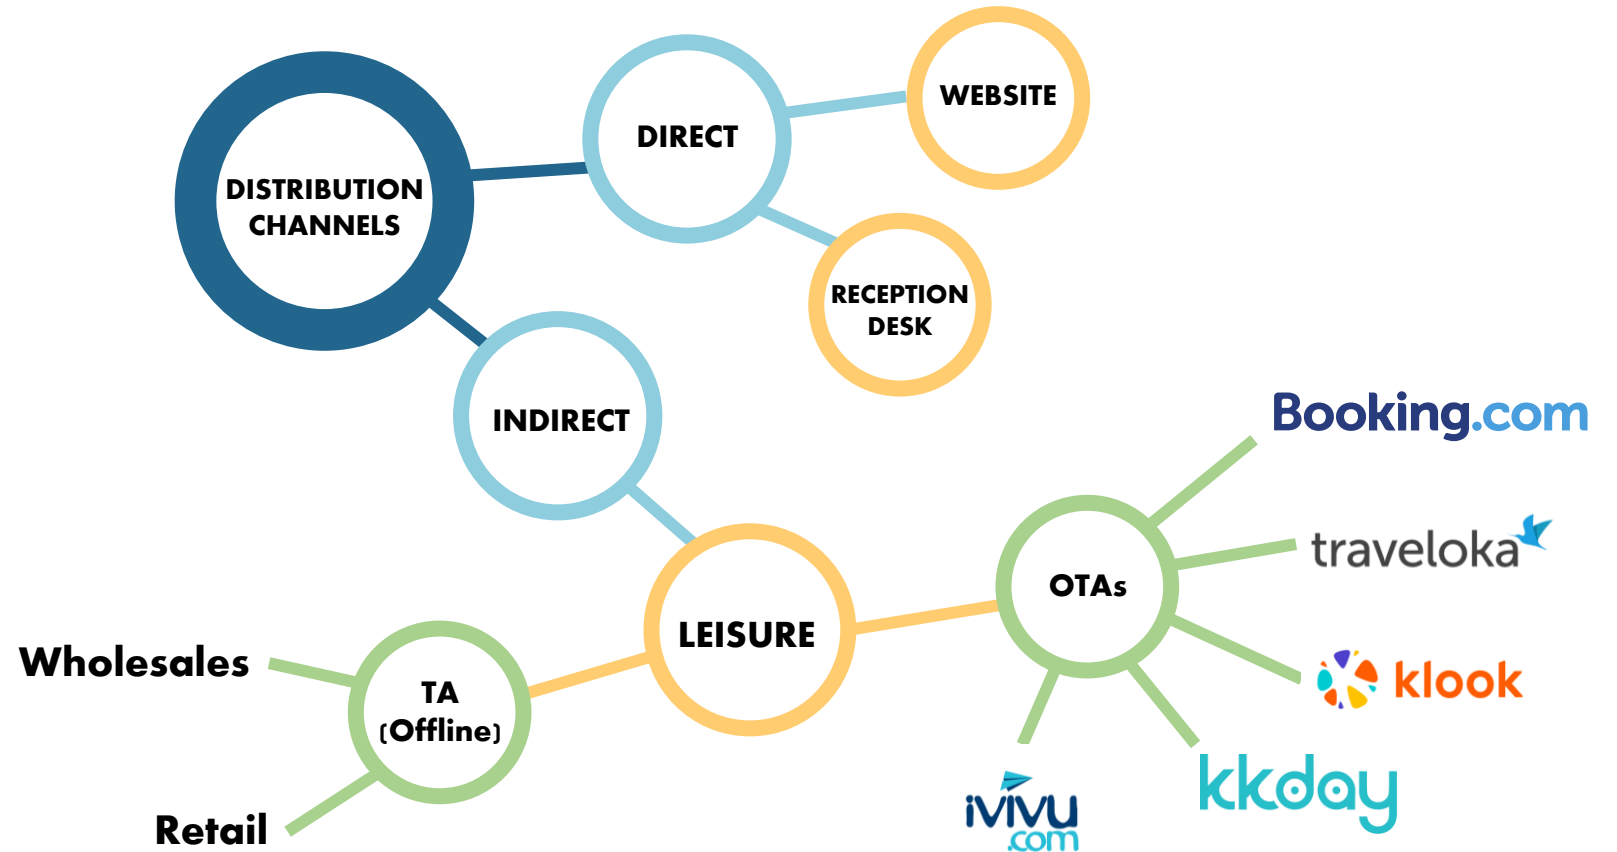 DISTRIBUTION
CHANNELS
DIRECT
WEBSITE
RECEPTION
DESK
INDIRECT
LEISURE
OTAs
Booking.com
traveloka
klook
kkday
iVIVU
.com
TA
(Offline)
Wholesales
Retail